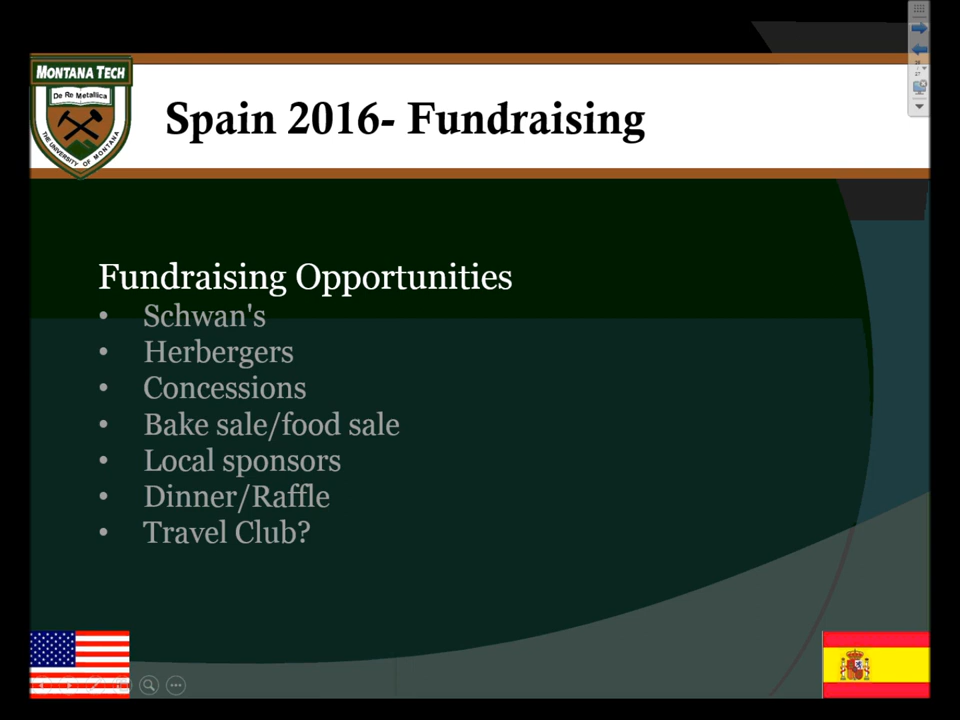 MONTANA TECH
De Re Metallica
THE UNIVERSITY OF MONTANA
Spain 2016- Fundraising
Fundraising Opportunities
• Schwan's
• Herbergers
• Concessions
• Bake sale/food sale
• Local sponsors
• Dinner/Raffle
• Travel Club?